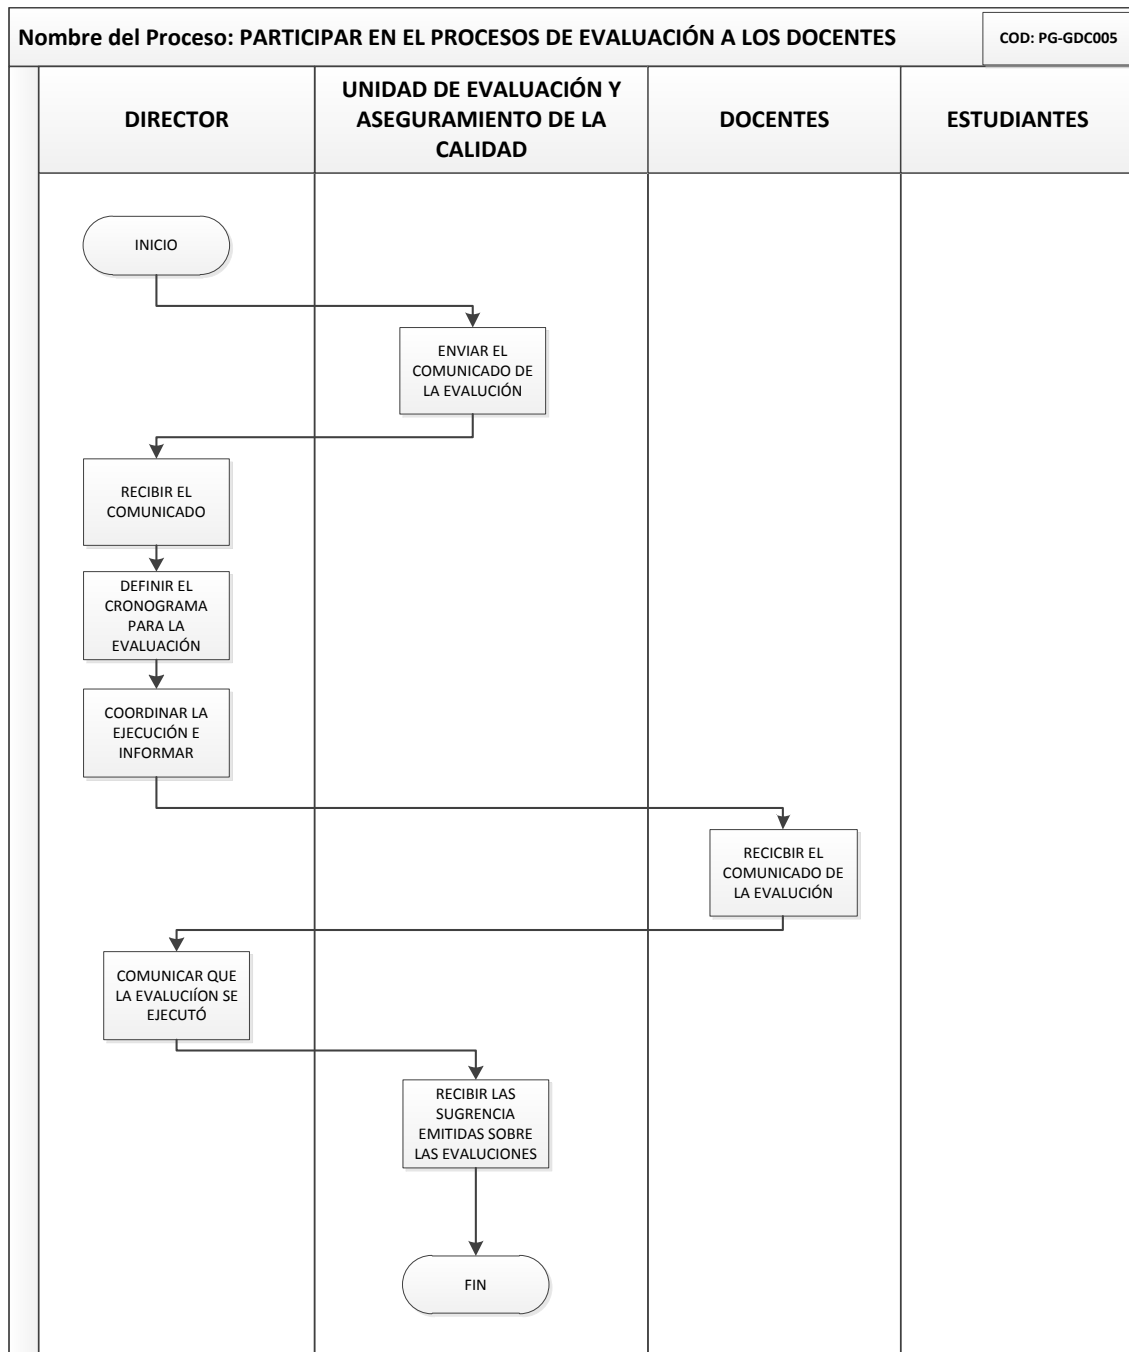 Nombre del Proceso: PARTICIPAR EN EL PROCESOS DE EVALUACIÓN A LOS DOCENTES
COD: PG-GDC005
DIRECTOR
UNIDAD DE EVALUACIÓN Y
ASEGURAMIENTO DE LA
CALIDAD
DOCENTES
ESTUDIANTES
INICIO
ENVIAR EL
COMUNICADO DE
LA EVALUCIÓN
RECIBIR EL
COMUNICADO
DEFINIR EL
CRONOGRAMA
PARA LA
EVALUACIÓN
COORDINAR LA
EJECUCIÓN E
INFORMAR
RECICBIR EL
COMUNICADO DE
LA EVALUCIÓN
COMUNICAR QUE
LA EVALUCIÍON SE
EJECUTÓ
RECIBIR LAS
SUGRENCIA
EMITIDAS SOBRE
LAS EVALUCIONES
FIN